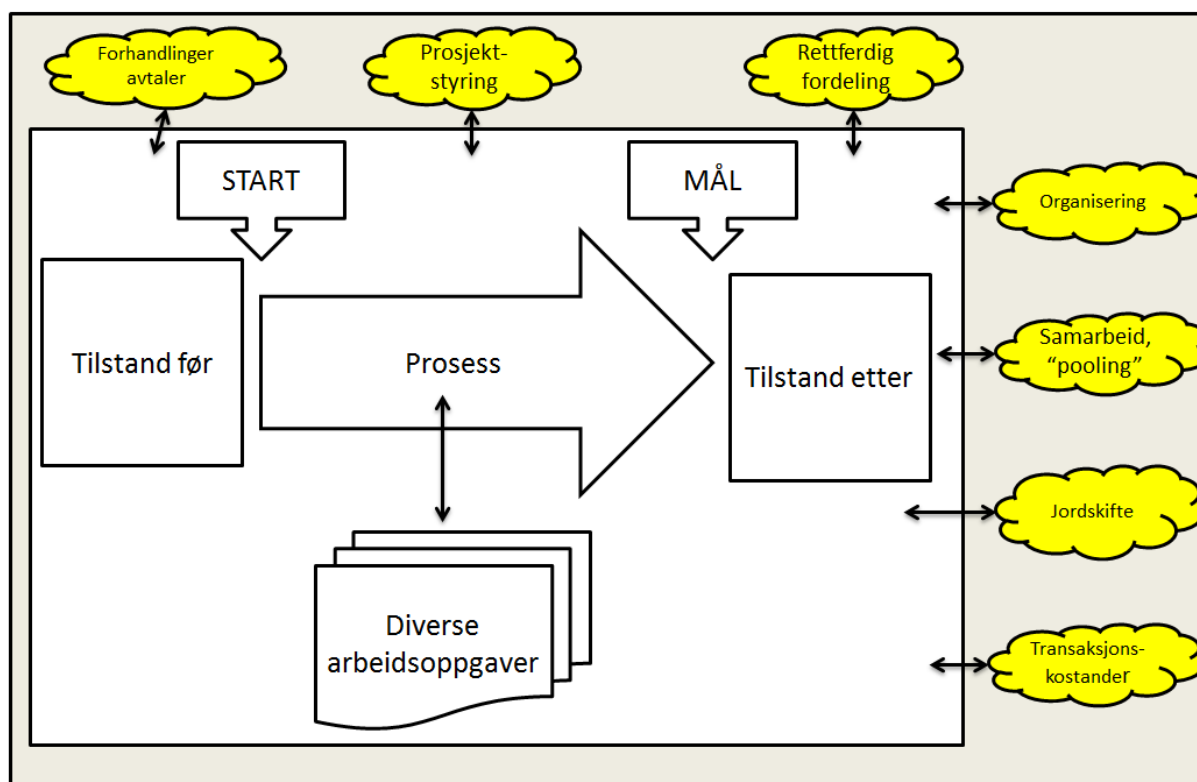 Forhandlinger
avtaler
Prosjekt-
styring
Rettferdig
fordeling
START
MÅL
Organisering
Tilstand før
Prosess
Tilstand etter
Samarbeid,
“pooling”
Jordskifte
Diverse
arbeidsoppgaver
Transaksjons-
kostander